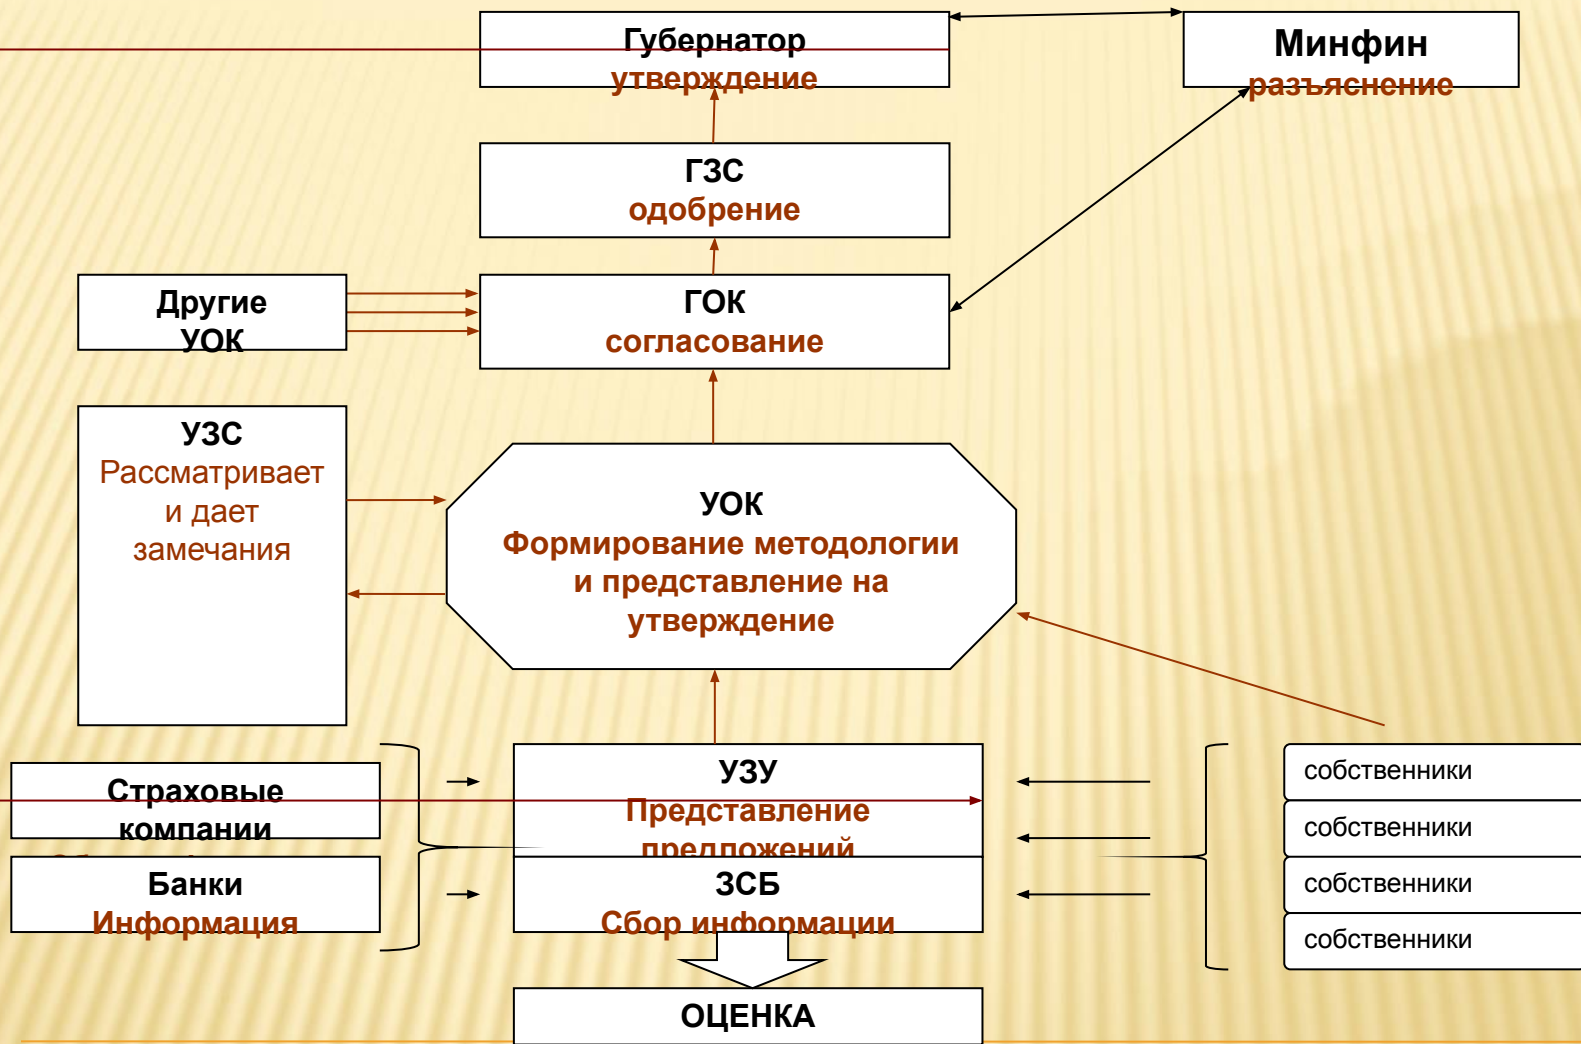 Губернатор
утверждение
Минфин
разъяснение
ГЗС
одобрение
Другие
УОК
ГОК
согласование
УЗС
Рассматривает
и дает
замечания
УОК
Формирование методологии
и представление на
утверждение
Страховые
компании
Банки
Информация
УЗУ
Представление
предложений
ЗСБ
Сбор информации
собственники
собственники
собственники
собственники
ОЦЕНКА